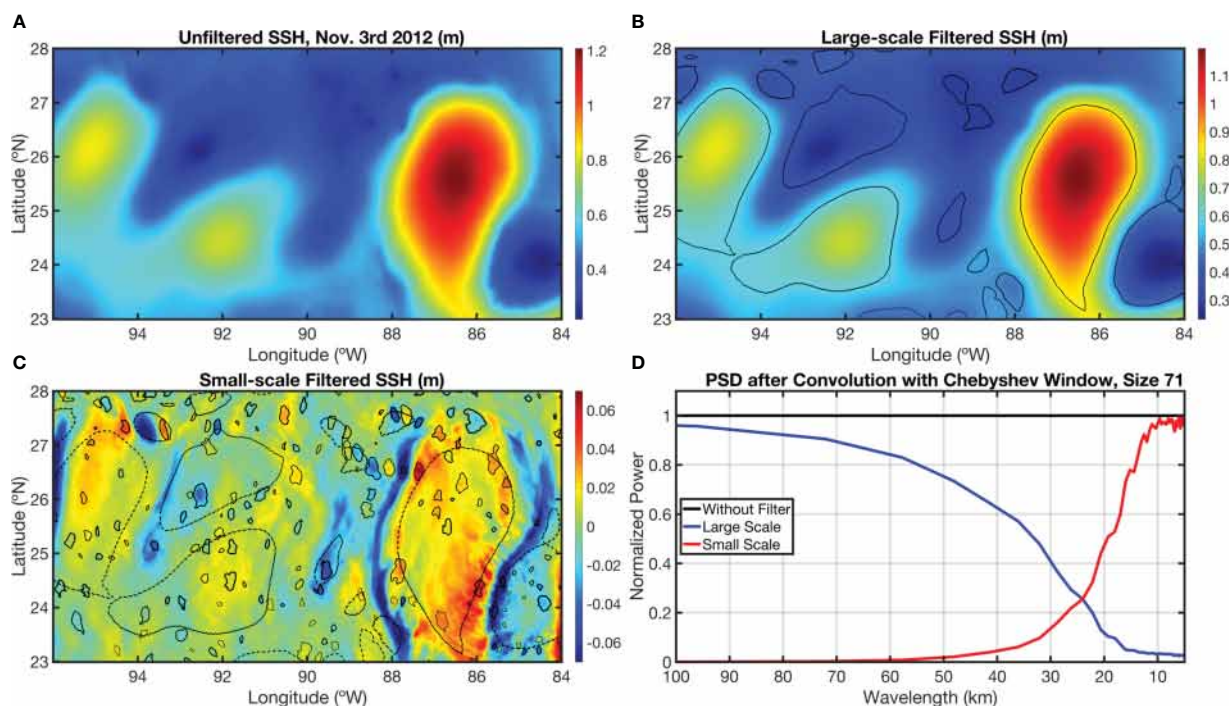 A
Unfiltered SSH, Nov. 3rd 2012 (m)
28
27
26
25
24
23
Latitude (ºN)
94 92 90 88 86 84
Longitude (ºW)
1.2
1
0.8
0.6
0.4
B
Large-scale Filtered SSH (m)
28
27
26
25
24
23
Latitude (ºN)
94 92 90 88 86 84
Longitude (ºW)
1.1
1
0.9
0.8
0.7
0.6
0.5
0.4
0.3
C
Small-scale Filtered SSH (m)
28
27
26
25
24
23
Latitude (ºN)
94 92 90 88 86 84
Longitude (ºW)
0.06
0.04
0.02
0
-0.02
-0.04
-0.06
D
PSD after Convolution with Chebyshev Window, Size 71
1
0.8
0.6
0.4
0.2
0
Normalized Power
Without Filter
Large Scale
Small Scale
100 90 80 70 60 50 40 30 20 10
Wavelength (km)